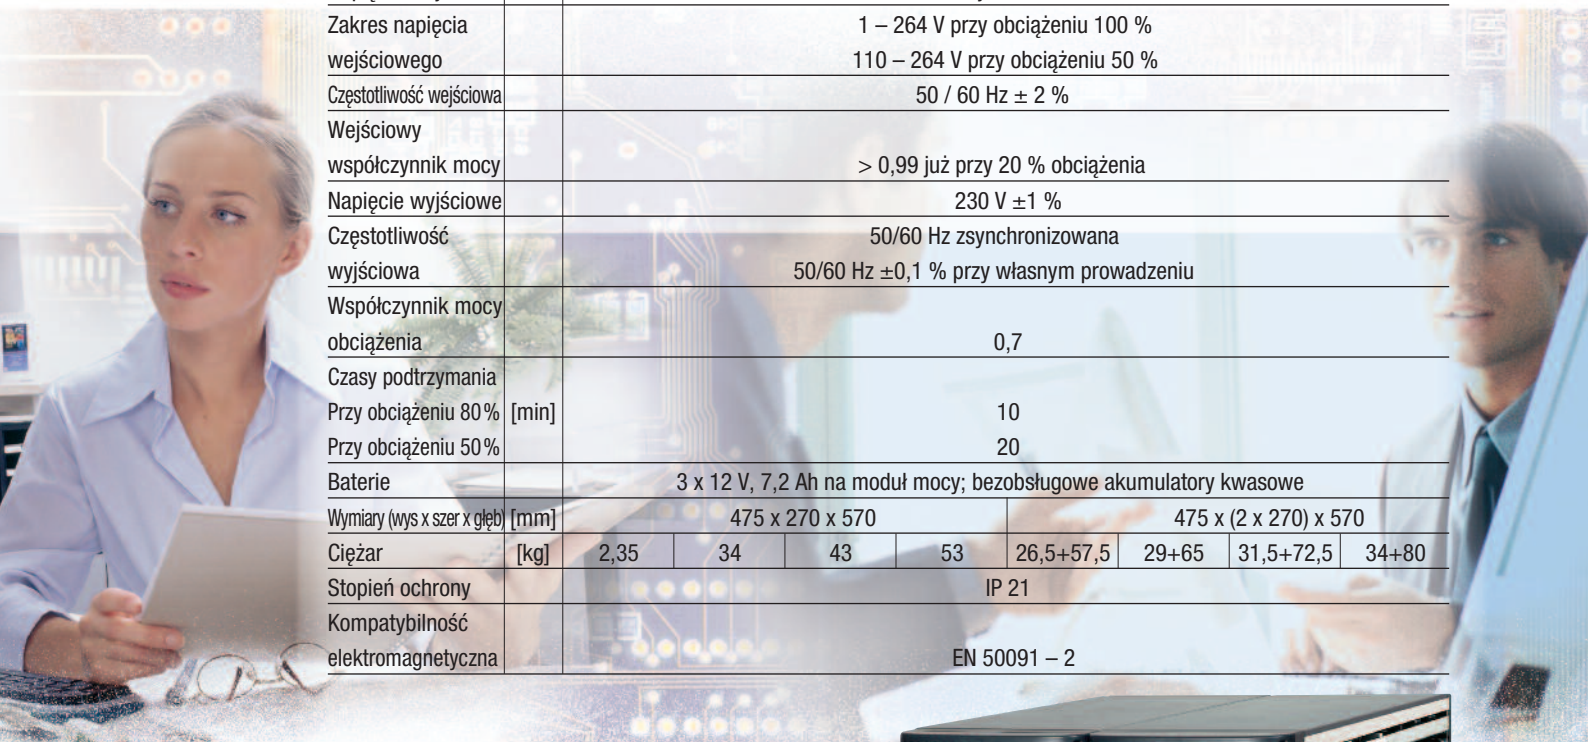 Zakres napięcia 1 – 264 V przy obciążeniu 100 %
wejściowego 110 – 264 V przy obciążeniu 50 %
Częstotliwość wejściowa 50 / 60 Hz ± 2 %
Wejściowy
współczynnik mocy > 0,99 już przy 20 % obciążenia
Napięcie wyjściowe 230 V ±1 %
Częstotliwość 50/60 Hz zsynchronizowana
wyjściowa 50/60 Hz ±0,1 % przy własnym prowadzeniu
Współczynnik mocy
obciążenia 0,7
Czasy podtrzymania
Przy obciążeniu 80 % [min] 10
Przy obciążeniu 50 % 20
Baterie 3 x 12 V, 7,2 Ah na moduł mocy; bezobsługowe akumulatory kwasowe
Wymiary (wys x szer x głęb) [mm] 475 x 270 x 570 475 x (2 x 270) x 570
Ciężar [kg] 2,35 34 43 53 26,5+57,5 29+65 31,5+72,5 34+80
Stopień ochrony IP 21
Kompatybilność
elektromagnetyczna EN 50091 – 2